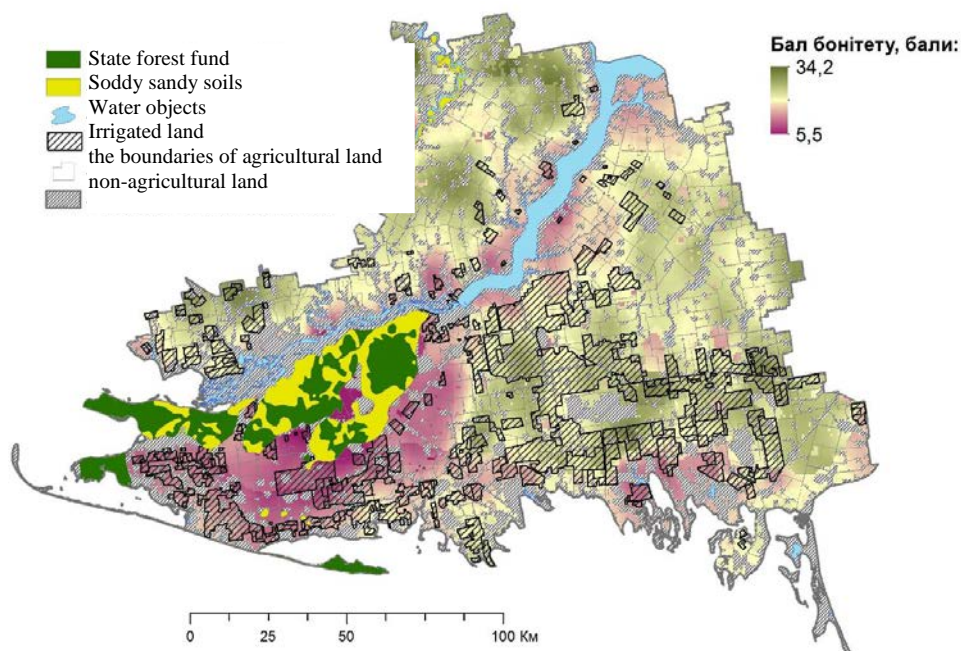 State forest fund
Soddy sandy soils
Water objects
Irrigated land
the boundaries of agricultural land
non-agricultural land
Бал бонітету, бали:
34,2
5,5
0 25 50 100 Км